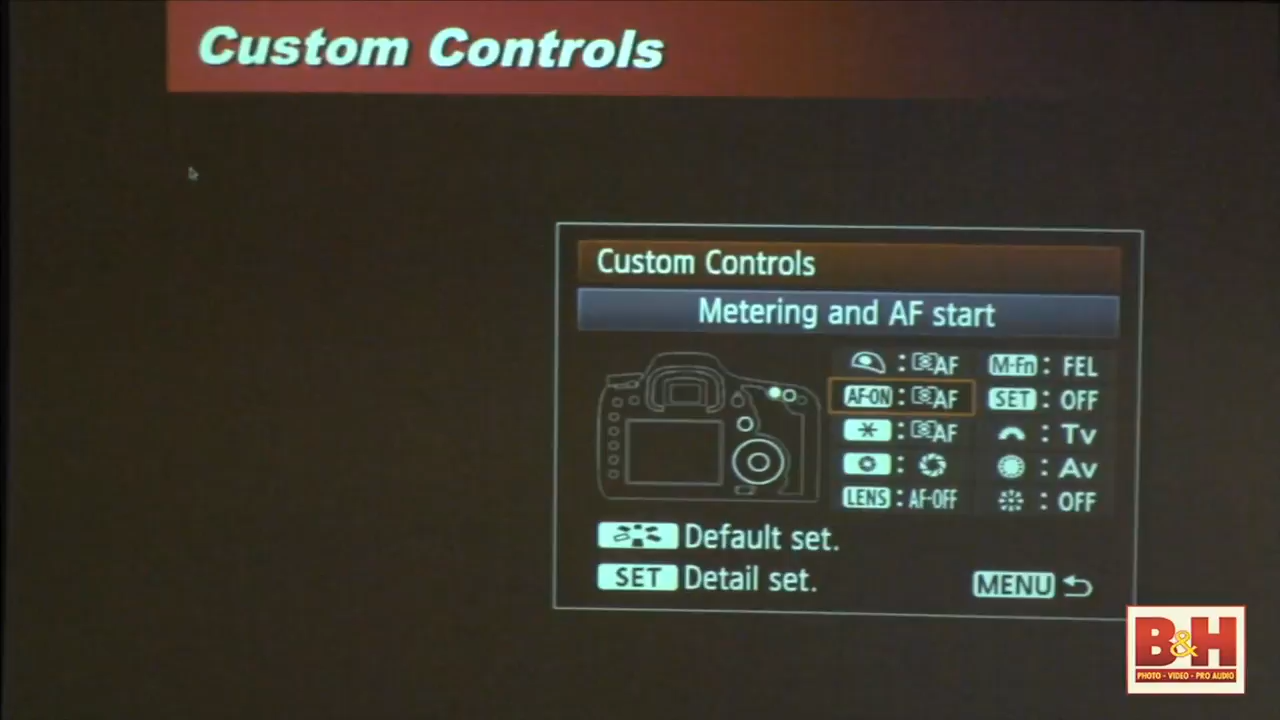 Custom Controls
Custom Controls
Metering and AF start
: AF
M-Fn : FEL
AF-ON : AF
SET : OFF
* : AF
: Tv
:
: Av
LENS : AF-OFF
: OFF
Default set.
SET Detail set.
MENU
B&H
PHOTO - VIDEO - PRO AUDIO